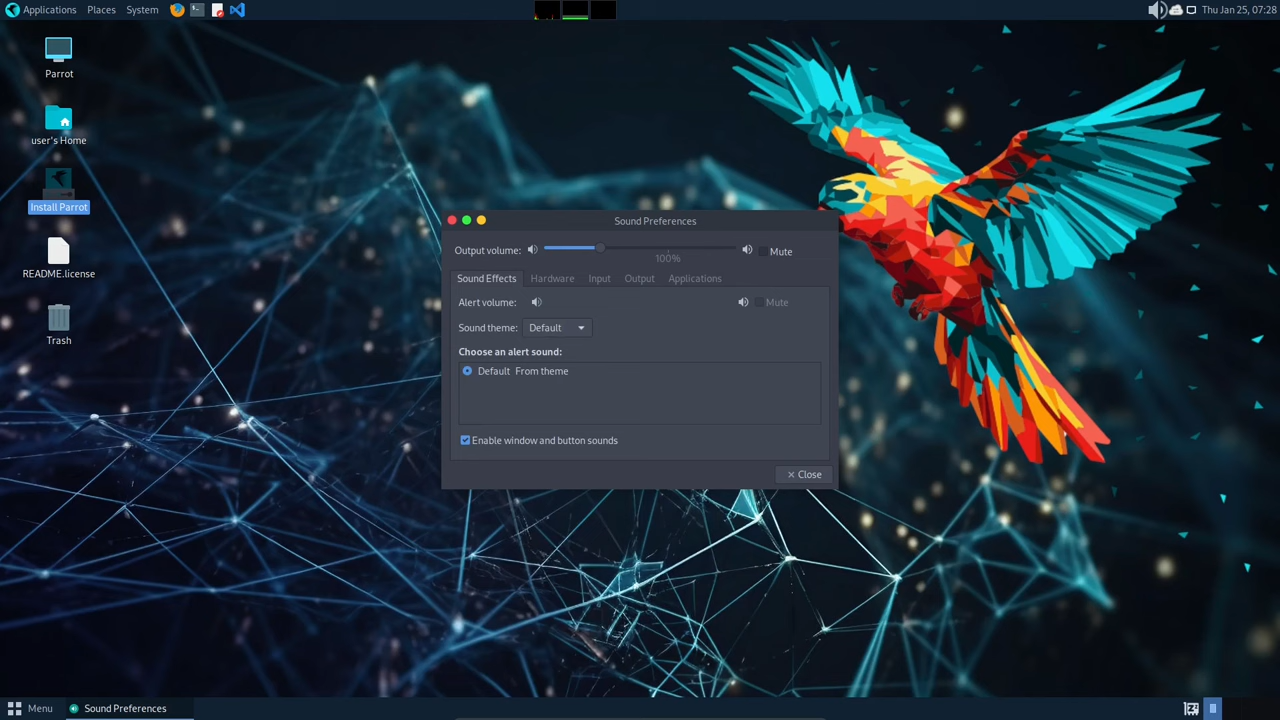 Applications Places System
Thu Jan 25, 07:28
Parrot
user's Home
Install Parrot
README.license
Trash
Sound Preferences
Output volume:
Mute
100%
Sound Effects Hardware Input Output Applications
Alert volume:
Mute
Sound theme: Default
Choose an alert sound:
Default From theme
Enable window and button sounds
Close
Menu
Sound Preferences